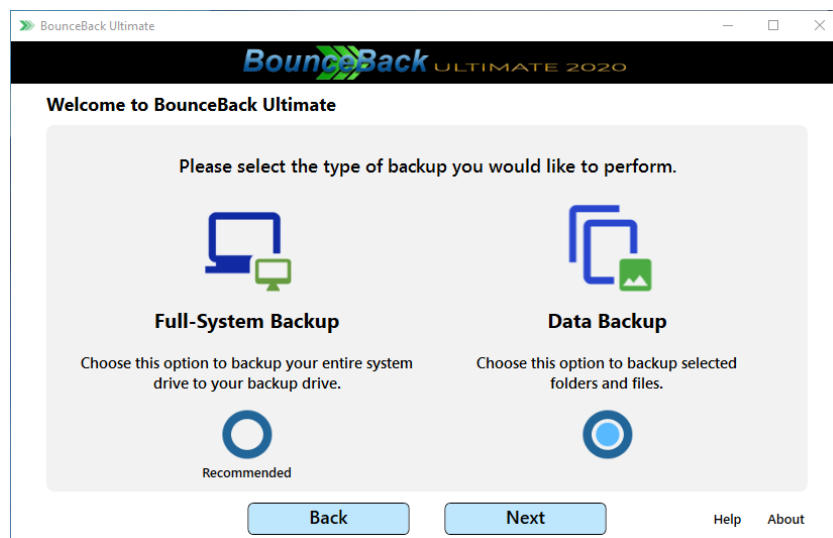 BounceBack Ultimate
BounceBack ULTIMATE 2020
Welcome to BounceBack Ultimate
Please select the type of backup you would like to perform.
Full-System Backup
Choose this option to backup your entire system
drive to your backup drive.
Recommended
Data Backup
Choose this option to backup selected
folders and files.
Back
Next
Help
About